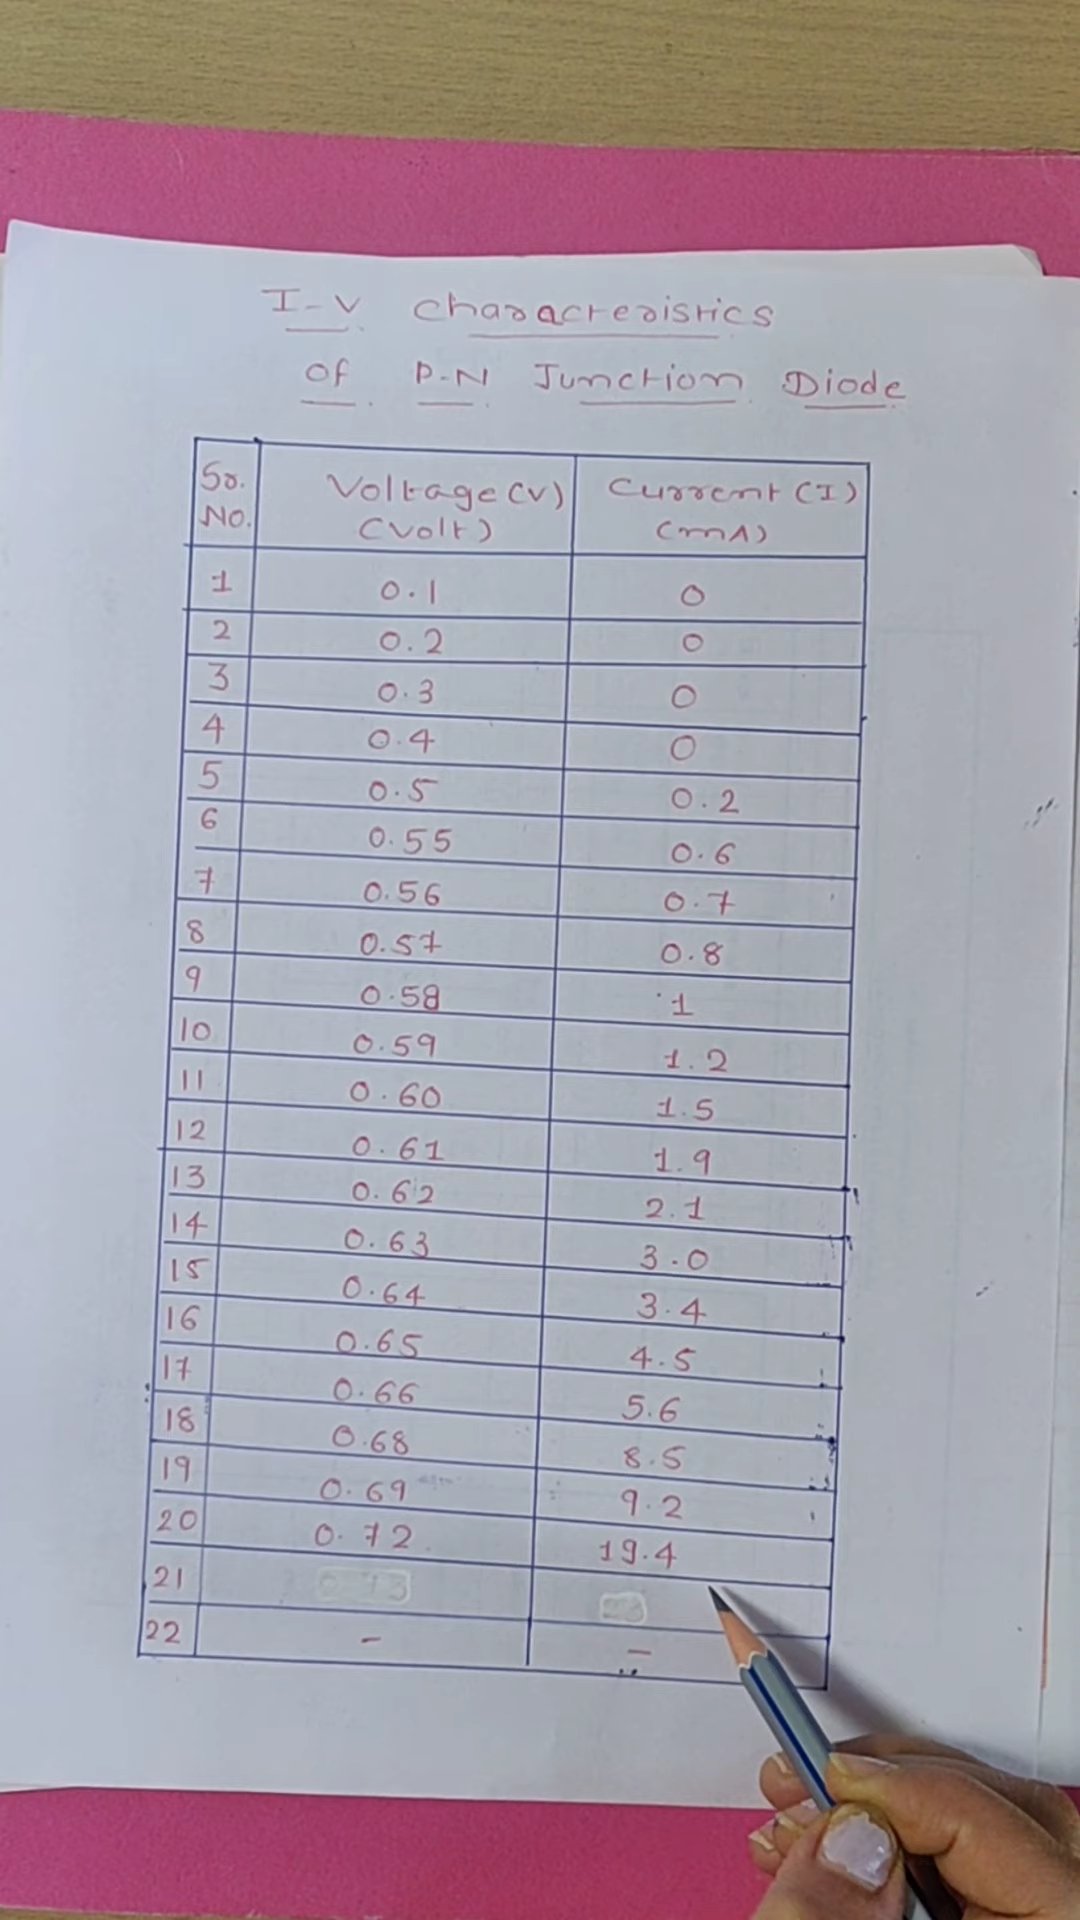 I-V Characteristics
Of P-N Junction Diode
Sr. No. Voltage (V) (Volt) Current (I) (mA)
1 0.1 0
2 0.2 0
3 0.3 0
4 0.4 0
5 0.5 0.2
6 0.55 0.6
7 0.56 0.7
8 0.57 0.8
9 0.58 1
10 0.59 1.2
11 0.60 1.5
12 0.61 1.9
13 0.62 2.1
14 0.63 3.0
15 0.64 3.4
16 0.65 4.5
17 0.66 5.6
18 0.68 8.5
19 0.69 9.2
20 0.72 19.4
21
22 - -